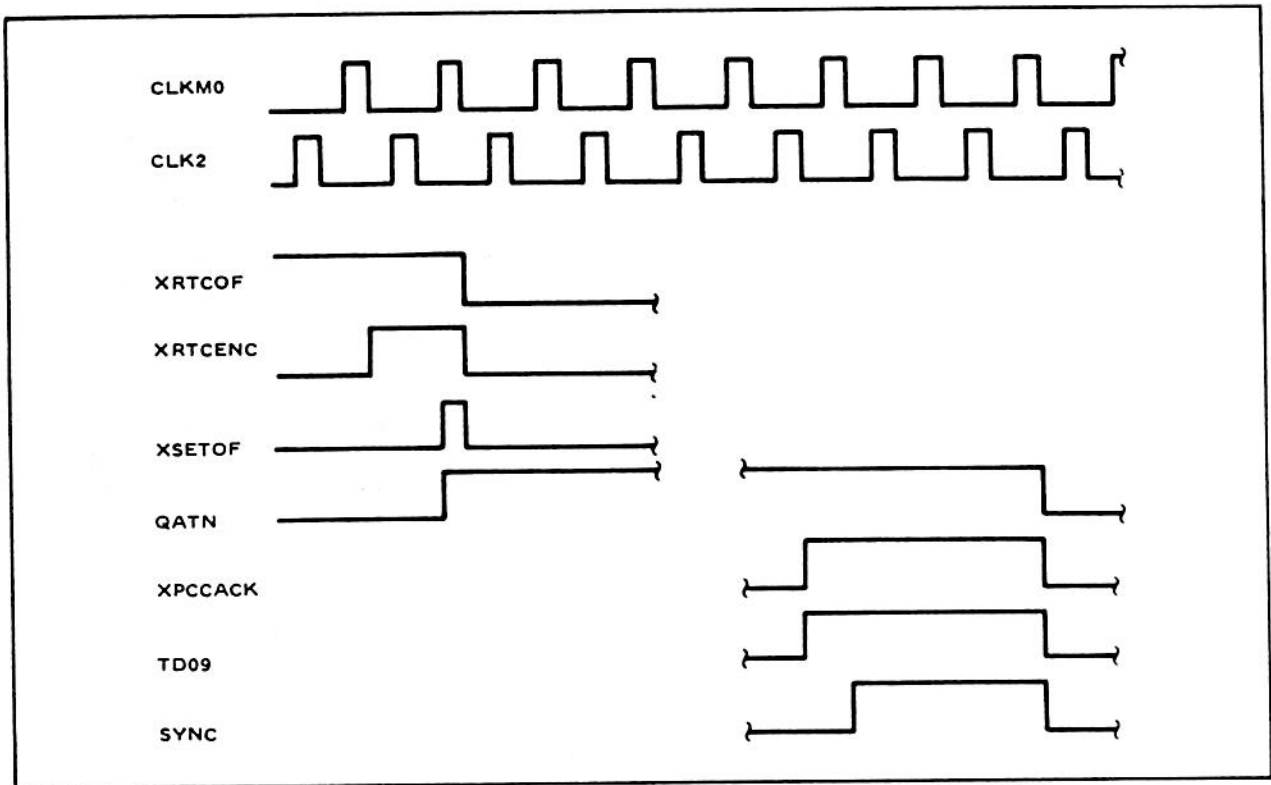 CLKM0
CLK2
XRTCOF
XRTCENC
XSETOF
QATN
XPCCACK
TD09
SYNC